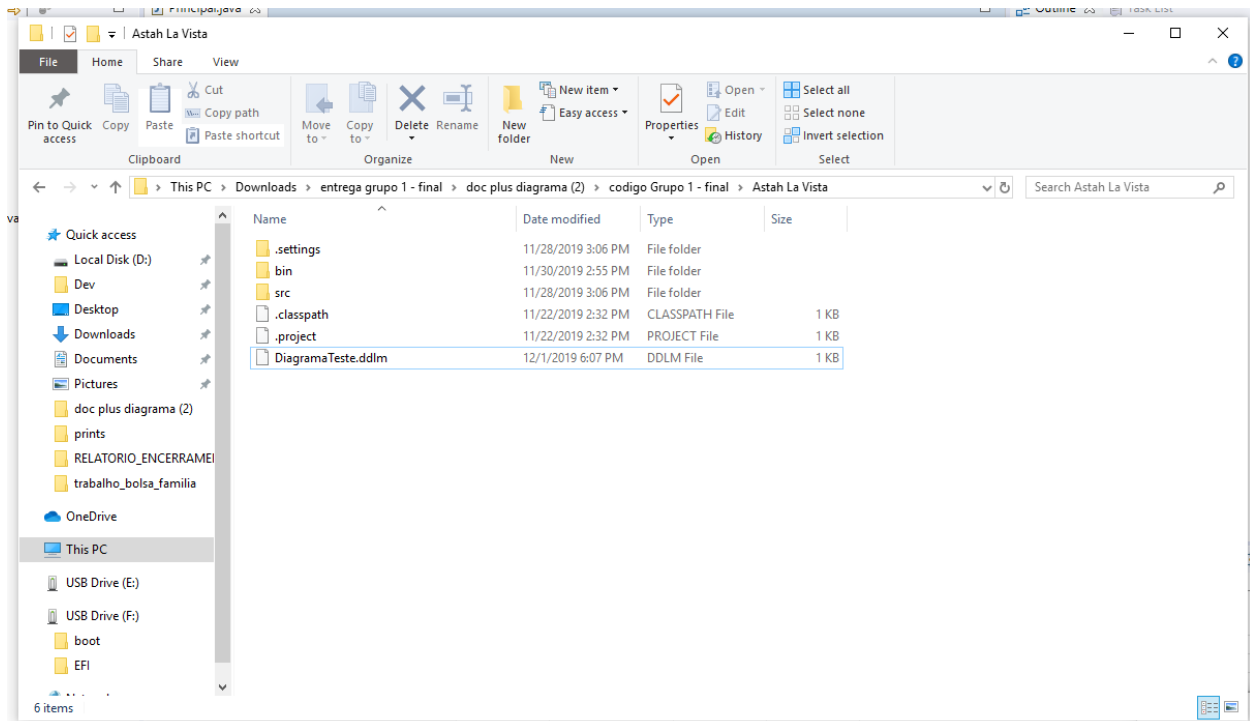 Principal.java
Outline Task List
Astah La Vista
File Home Share View
Pin to Quick access
Copy
Paste
Cut
Copy path
Paste shortcut
Clipboard
Move to
Copy to
Delete
Rename
Organize
New folder
New item
Easy access
New
Properties
Open
Edit
History
Open
Select all
Select none
Invert selection
Select
This PC > Downloads > entrega grupo 1 - final > doc plus diagrama (2) > codigo Grupo 1 - final > Astah La Vista
Search Astah La Vista
va
Name Date modified Type Size
.settings 11/28/2019 3:06 PM File folder
bin 11/30/2019 2:55 PM File folder
src 11/28/2019 3:06 PM File folder
.classpath 11/22/2019 2:32 PM CLASSPATH File 1 KB
.project 11/22/2019 2:32 PM PROJECT File 1 KB
DiagramaTeste.ddlm 12/1/2019 6:07 PM DDLM File 1 KB
Quick access
Local Disk (D:)
Dev
Desktop
Downloads
Documents
Pictures
doc plus diagrama (2)
prints
RELATORIO_ENCERRAMEI
trabalho_bolsa_familia
OneDrive
This PC
USB Drive (E:)
USB Drive (F:)
boot
EFI
6 items